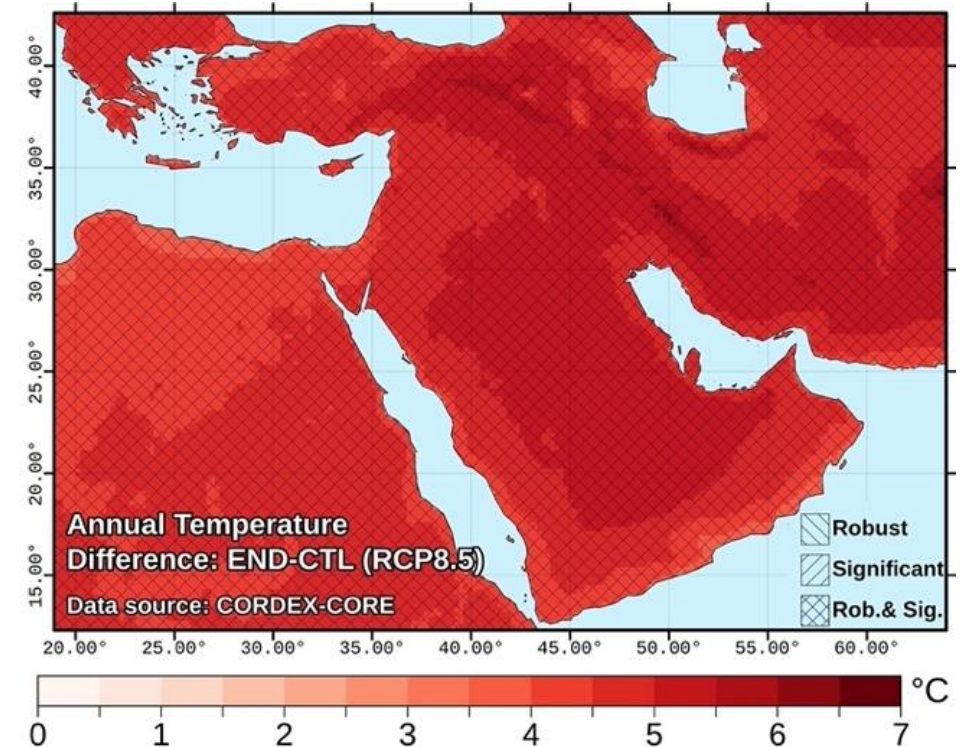 40.00°
35.00°
30.00°
25.00°
20.00°
15.00°
Annual Temperature
Difference: END-CTL (RCP8.5)
Data source: CORDEX-CORE
Robust
Significant
Rob.& Sig.
20.00° 25.00° 30.00° 35.00° 40.00° 45.00° 50.00° 55.00° 60.00°
°C
0 1 2 3 4 5 6 7